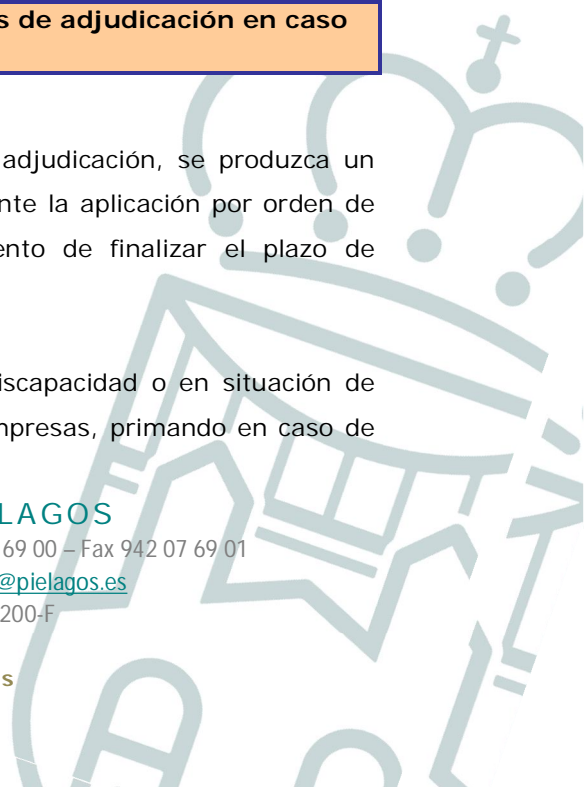 s de adjudicación en caso
adjudicación, se produzca un
nte la aplicación por orden de
ento de finalizar el plazo de
iscapacidad o en situación de
mpresas, primando en caso de
LAGOS
69 00 – Fax 942 07 69 01
@pielagos.es
200-F
s